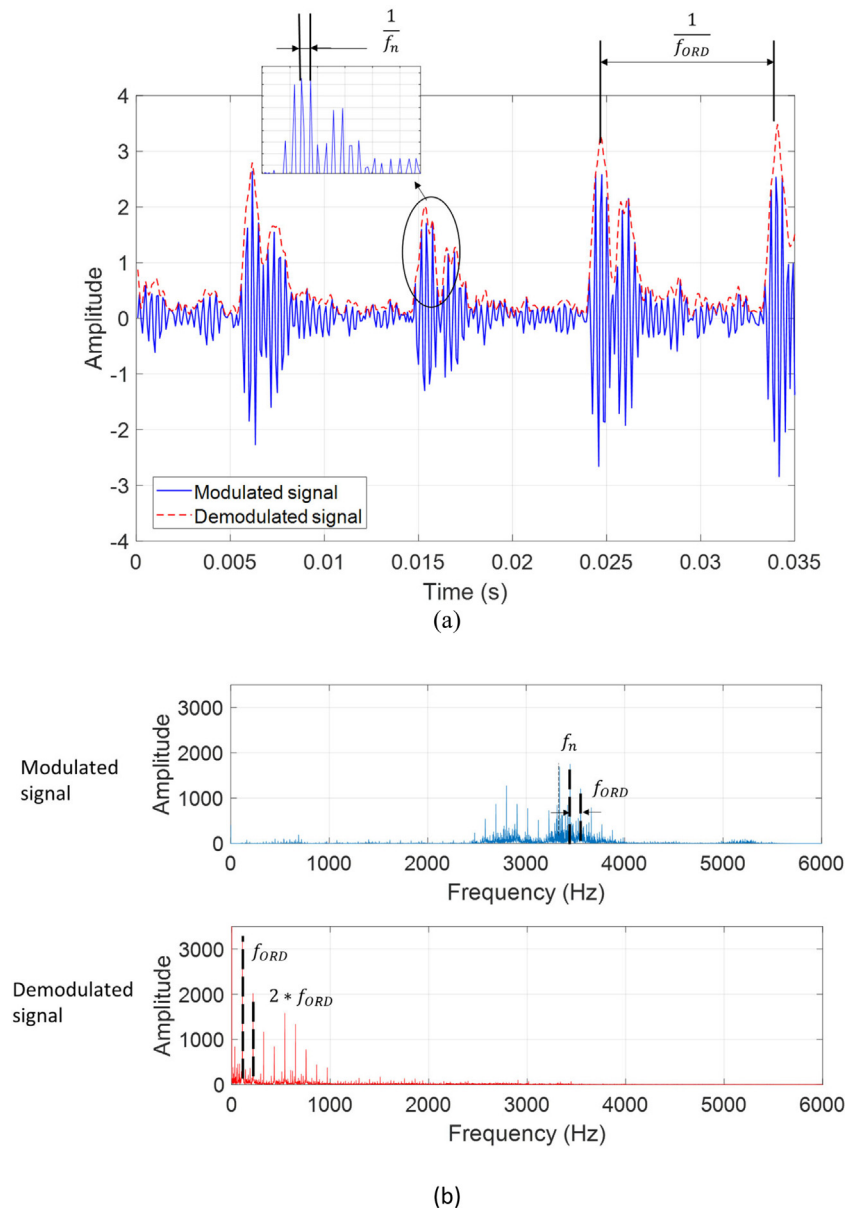 1/f_n
1/f_ORD
4
3
2
1
0
-1
-2
-3
-4
Amplitude
Modulated signal
Demodulated signal
0 0.005 0.01 0.015 0.02 0.025 0.03 0.035
Time (s)
(a)
Modulated
signal
Amplitude
3000
2000
1000
0
f_n
f_ORD
0 1000 2000 3000 4000 5000 6000
Frequency (Hz)
Demodulated
signal
Amplitude
3000
2000
1000
0
f_ORD
2 * f_ORD
0 1000 2000 3000 4000 5000 6000
Frequency (Hz)
(b)